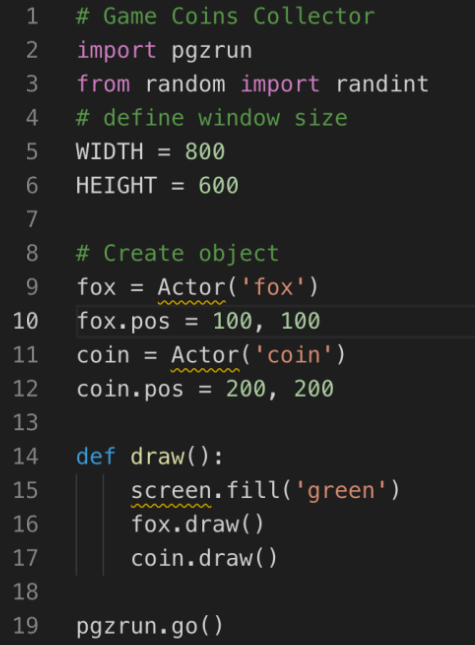 1 # Game Coins Collector
2 import pgzrun
3 from random import randint
4 # define window size
5 WIDTH = 800
6 HEIGHT = 600
7
8 # Create object
9 fox = Actor('fox')
10 fox.pos = 100, 100
11 coin = Actor('coin')
12 coin.pos = 200, 200
13
14 def draw():
15     screen.fill('green')
16     fox.draw()
17     coin.draw()
18
19 pgzrun.go()